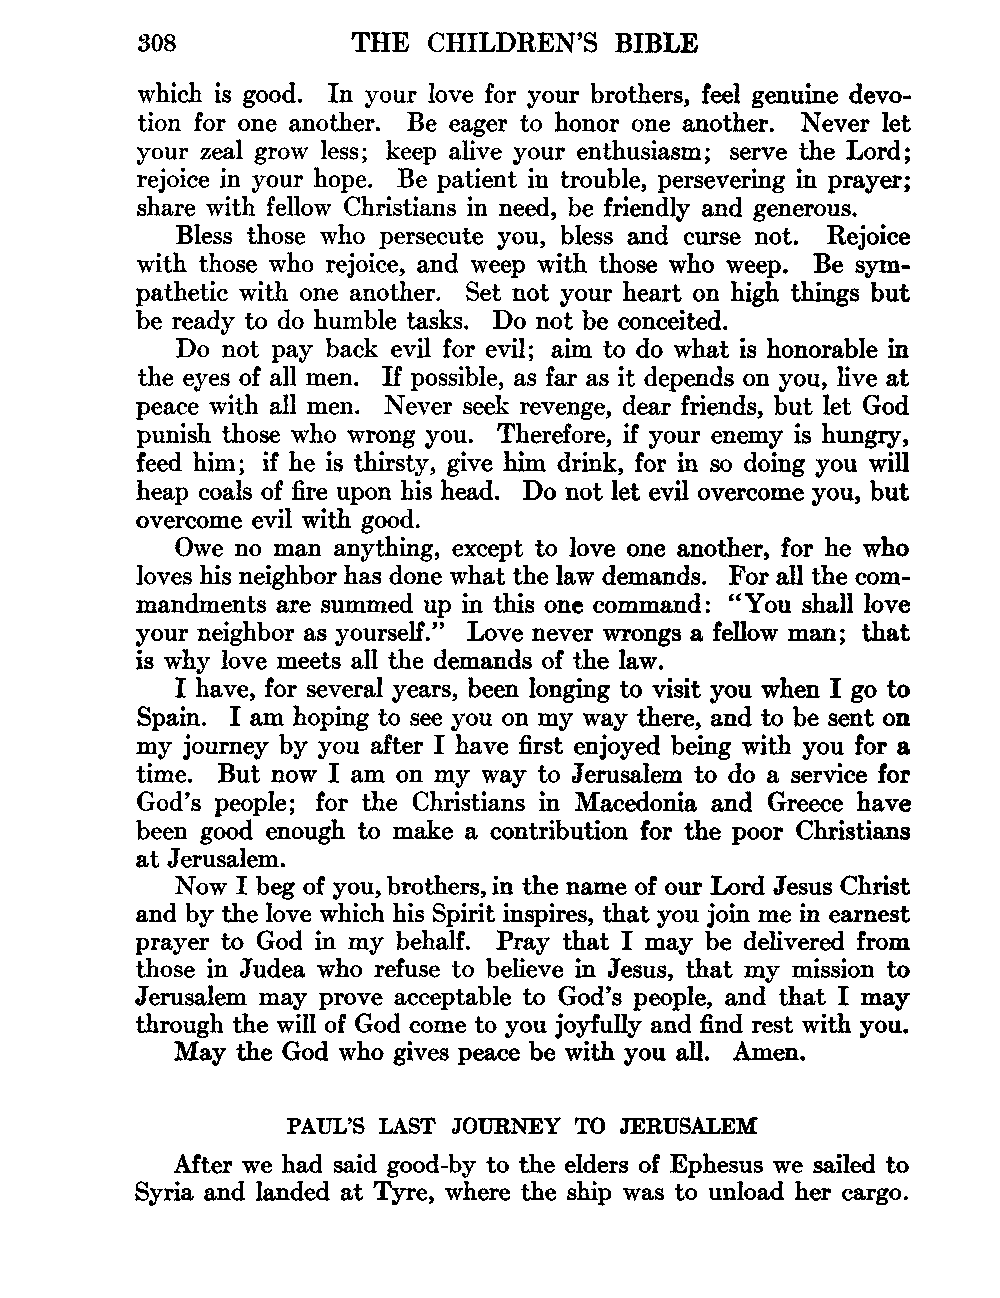 308 THE CHILDREN'S BIBLE
which is good. In your love for your brothers, feel genuine devo-
tion for one another. Be eager to honor one another. Never let
your zeal grow less; keep alive your enthusiasm; serve the Lord;
rejoice in your hope. Be patient in trouble, persevering in prayer;
share with fellow Christians in need, be friendly and generous.
Bless those who persecute you, bless and curse not. Rejoice
with those who rejoice, and weep with those who weep. Be sym-
pathetic with one another. Set not your heart on high things but
be ready to do humble tasks. Do not be conceited.
Do not pay back evil for evil; aim to do what is honorable in
the eyes of all men. If possible, as far as it depends on you, live at
peace with all men. Never seek revenge, dear friends, but let God
punish those who wrong you. Therefore, if your enemy is hungry,
feed him; if he is thirsty, give him drink, for in so doing you will
heap coals of fire upon his head. Do not let evil overcome you, but
overcome evil with good.
Owe no man anything, except to love one another, for he who
loves his neighbor has done what the law demands. For all the com-
mandments are summed up in this one command: "You shall love
your neighbor as yourself." Love never wrongs a fellow man; that
is why love meets all the demands of the law.
I have, for several years, been longing to visit you when I go to
Spain. I am hoping to see you on my way there, and to be sent on
my journey by you after I have first enjoyed being with you for a
time. But now I am on my way to Jerusalem to do a service for
God's people; for the Christians in Macedonia and Greece have
been good enough to make a contribution for the poor Christians
at Jerusalem.
Now I beg of you, brothers, in the name of our Lord Jesus Christ
and by the love which his Spirit inspires, that you join me in earnest
prayer to God in my behalf. Pray that I may be delivered from
those in Judea who refuse to believe in Jesus, that my mission to
Jerusalem may prove acceptable to God's people, and that I may
through the will of God come to you joyfully and find rest with you.
May the God who gives peace be with you all. Amen.
PAUL'S LAST JOURNEY TO JERUSALEM
After we had said good-by to the elders of Ephesus we sailed to
Syria and landed at Tyre, where the ship was to unload her cargo.